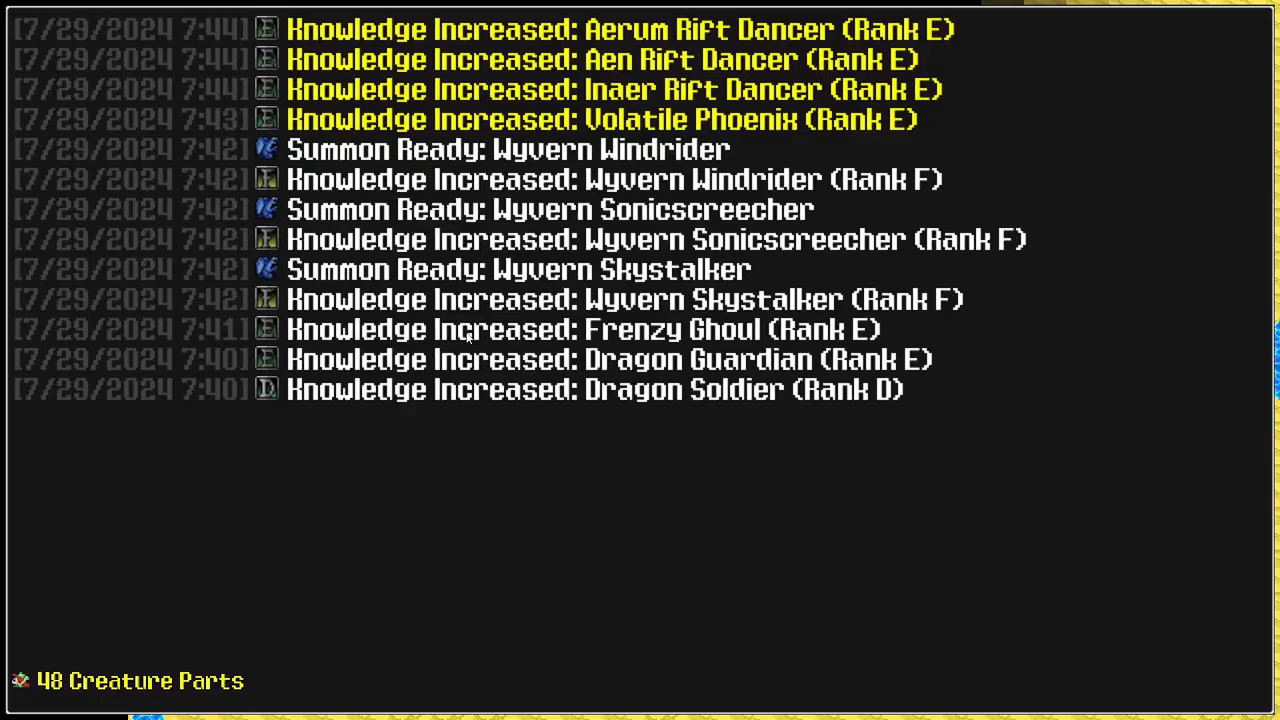 [7/29/2024 7:44] E Knowledge Increased: Aerum Rift Dancer (Rank E)
[7/29/2024 7:44] E Knowledge Increased: Aen Rift Dancer (Rank E)
[7/29/2024 7:44] E Knowledge Increased: Inaer Rift Dancer (Rank E)
[7/29/2024 7:43] E Knowledge Increased: Volatile Phoenix (Rank E)
[7/29/2024 7:42] Summon Ready: Wyvern Windrider
[7/29/2024 7:42] F Knowledge Increased: Wyvern Windrider (Rank F)
[7/29/2024 7:42] Summon Ready: Wyvern Sonicscreecher
[7/29/2024 7:42] F Knowledge Increased: Wyvern Sonicscreecher (Rank F)
[7/29/2024 7:42] Summon Ready: Wyvern Skystalker
[7/29/2024 7:42] F Knowledge Increased: Wyvern Skystalker (Rank F)
[7/29/2024 7:41] E Knowledge Increased: Frenzy Ghoul (Rank E)
[7/29/2024 7:40] E Knowledge Increased: Dragon Guardian (Rank E)
[7/29/2024 7:40] D Knowledge Increased: Dragon Soldier (Rank D)
48 Creature Parts